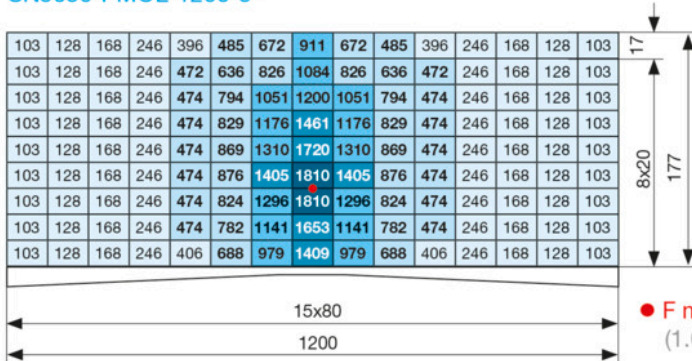 103 128 168 246 396 485 672 911 672 485 396 246 168 128 103
17
103 128 168 246 472 636 826 1084 826 636 472 246 168 128 103
103 128 168 246 474 794 1051 1200 1051 794 474 246 168 128 103
103 128 168 246 474 829 1176 1461 1176 829 474 246 168 128 103
103 128 168 246 474 869 1310 1720 1310 869 474 246 168 128 103
8x20
177
103 128 168 246 474 876 1405 1810 1405 876 474 246 168 128 103
103 128 168 246 474 824 1296 1810 1296 824 474 246 168 128 103
103 128 168 246 474 782 1141 1653 1141 782 474 246 168 128 103
103 128 168 246 406 688 979 1409 979 688 406 246 168 128 103
15x80
1200
F
(1.